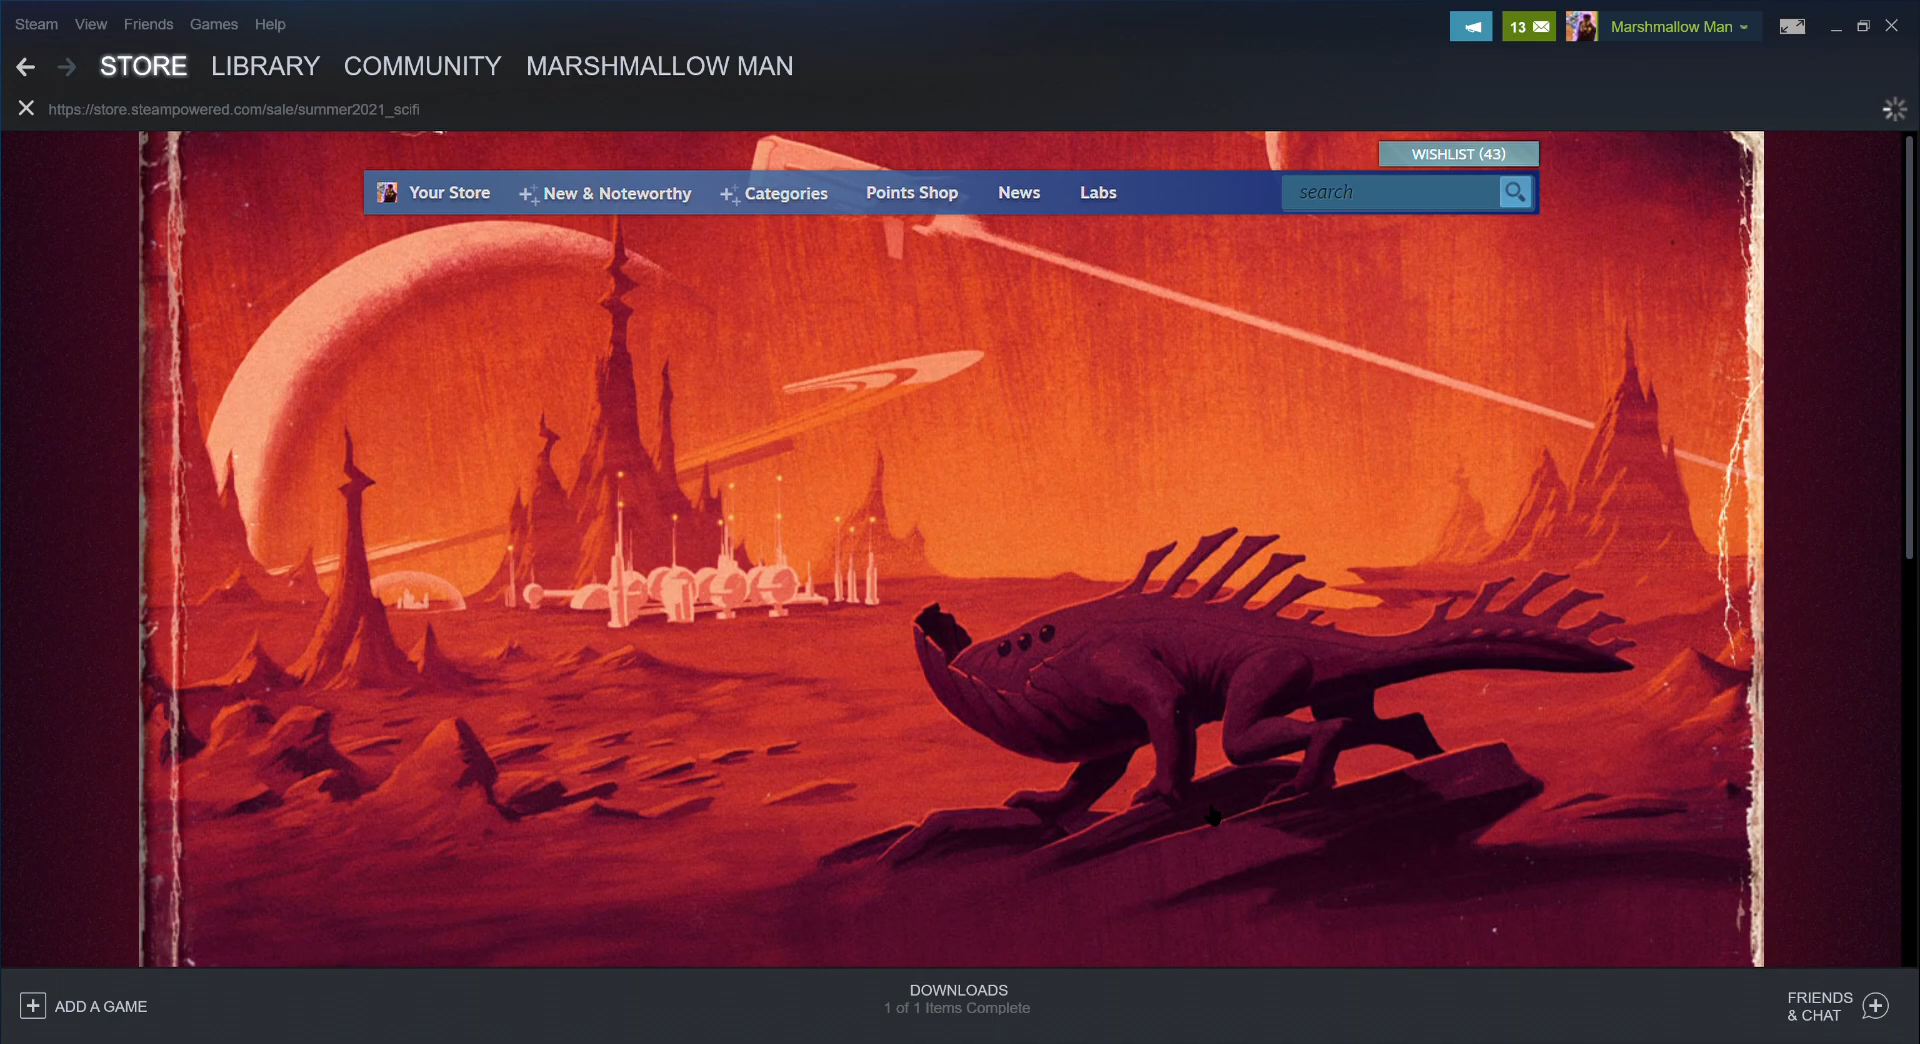 Steam View Friends Games Help
13
Marshmallow Man
STORE LIBRARY COMMUNITY MARSHMALLOW MAN
https://store.steampowered.com/sale/summer2021_scifi
WISHLIST (43)
Your Store New & Noteworthy Categories Points Shop News Labs search
ADD A GAME
DOWNLOADS
1 of 1 Items Complete
FRIENDS
& CHAT